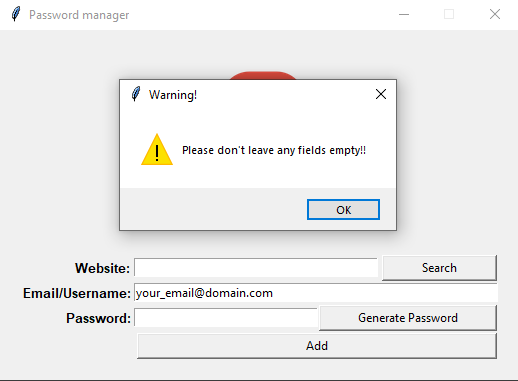 Password manager
Warning!
Please don't leave any fields empty!!
OK
Website:
Search
Email/Username:
your_email@domain.com
Password:
Generate Password
Add